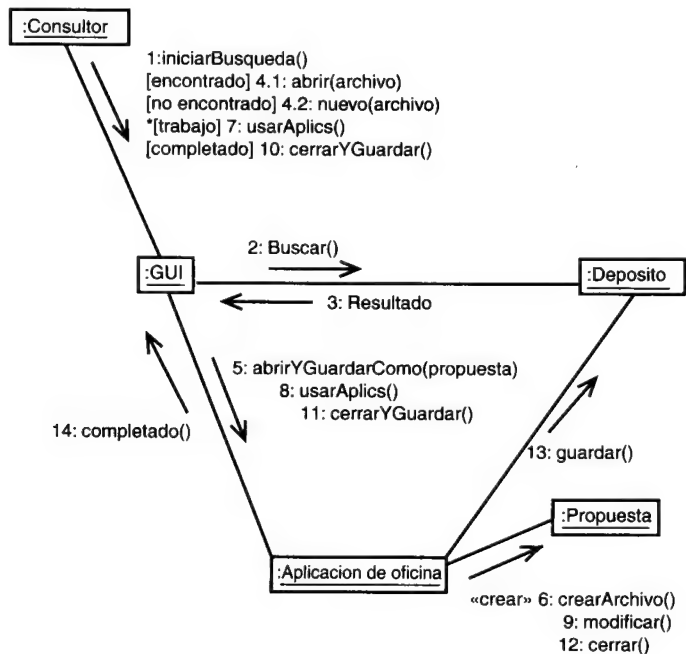 :Consultor
1:iniciarBusqueda()
[encontrado] 4.1: abrir(archivo)
[no encontrado] 4.2: nuevo(archivo)
*[trabajo] 7: usarAplics()
[completado] 10: cerrarYGuardar()
2: Buscar()
:GUI
:Deposito
3: Resultado
5: abrirYGuardarComo(propuesta)
8: usarAplics()
11: cerrarYGuardar()
14: completado()
13: guardar()
:Propuesta
:Aplicacion de oficina
«crear» 6: crearArchivo()
9: modificar()
12: cerrar()